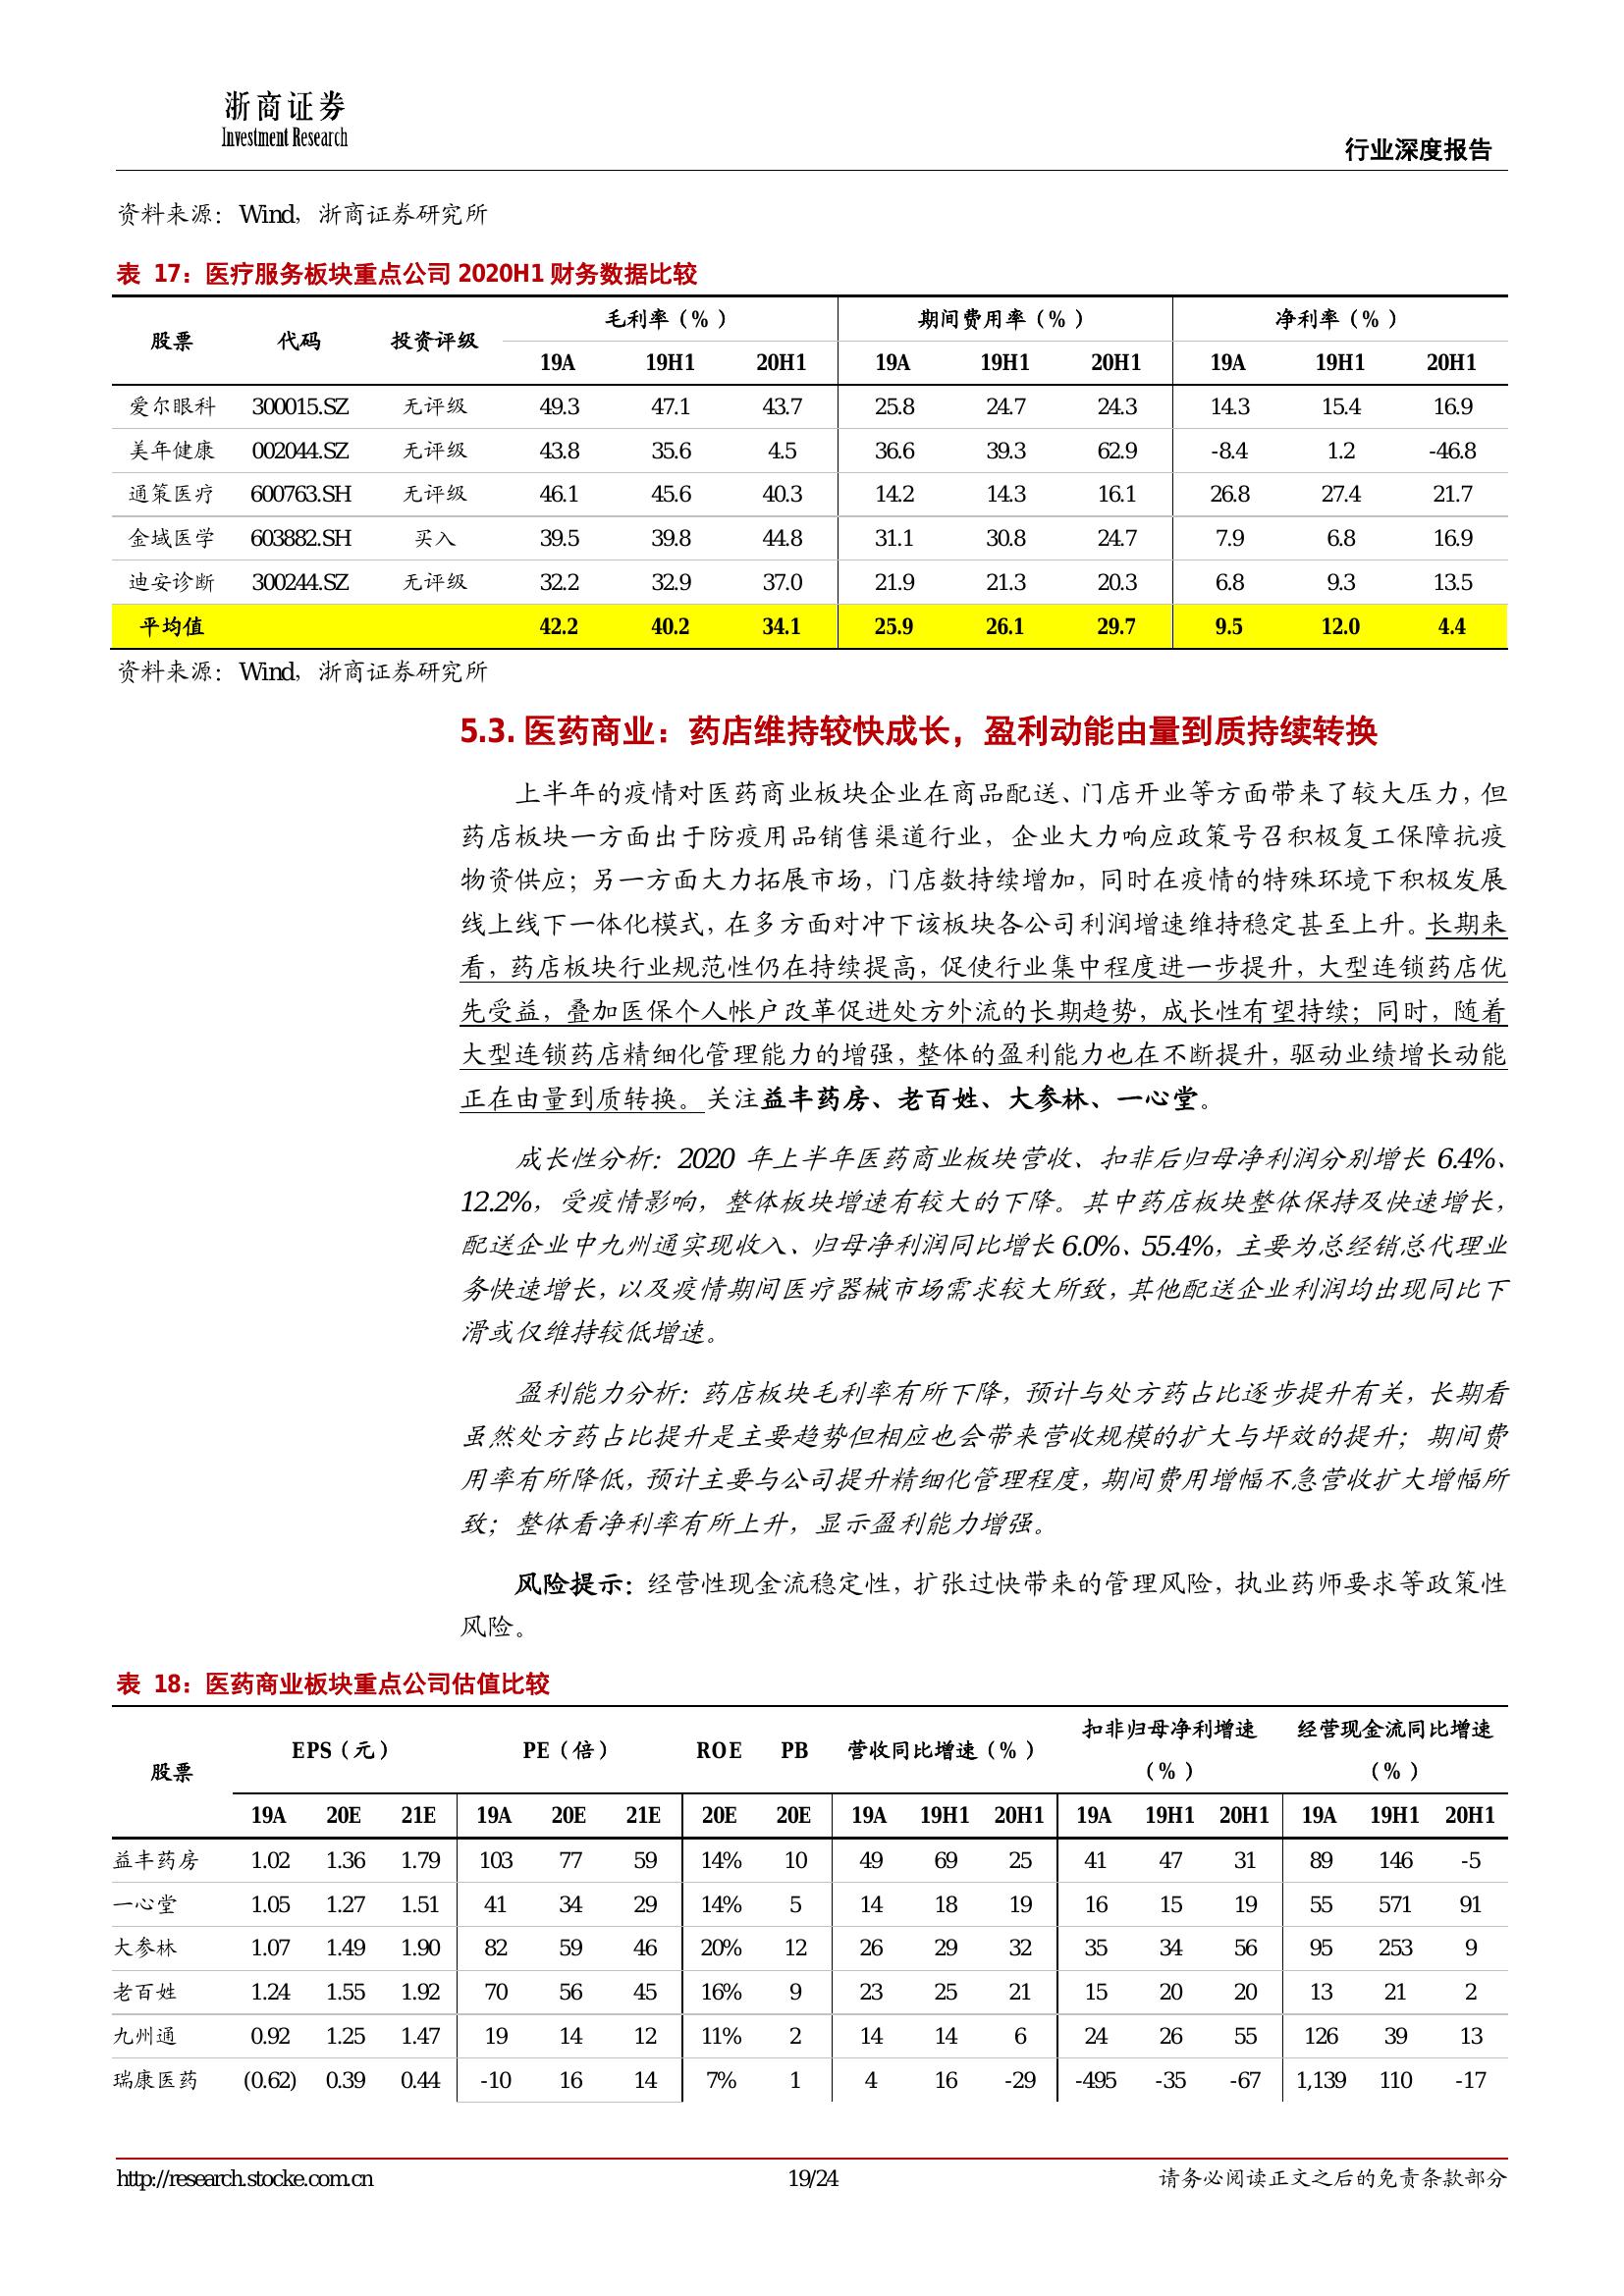 浙商证券
Investment Research
行业深度报告
资料来源：Wind，浙商证券研究所
表 17：医疗服务板块重点公司 2020H1 财务数据比较
股票 代码 投资评级 毛利率（%） 期间费用率（%） 净利率（%）
19A 19H1 20H1 19A 19H1 20H1 19A 19H1 20H1
爱尔眼科 300015.SZ 无评级 49.3 47.1 43.7 25.8 24.7 24.3 14.3 15.4 16.9
美年健康 002044.SZ 无评级 43.8 35.6 4.5 36.6 39.3 62.9 -8.4 1.2 -46.8
通策医疗 600763.SH 无评级 46.1 45.6 40.3 14.2 14.3 16.1 26.8 27.4 21.7
金域医学 603882.SH 买入 39.5 39.8 44.8 31.1 30.8 24.7 7.9 6.8 16.9
迪安诊断 300244.SZ 无评级 32.2 32.9 37.0 21.9 21.3 20.3 6.8 9.3 13.5
平均值 42.2 40.2 34.1 25.9 26.1 29.7 9.5 12.0 4.4
资料来源：Wind，浙商证券研究所
5.3. 医药商业：药店维持较快成长，盈利动能由量到质持续转换
上半年的疫情对医药商业板块企业在商品配送、门店开业等方面带来了较大压力，但
药店板块一方面出于防疫用品销售渠道行业，企业大力响应政策号召积极复工保障抗疫
物资供应；另一方面大力拓展市场，门店数持续增加，同时在疫情的特殊环境下积极发展
线上线下一体化模式，在多方面对冲下该板块各公司利润增速维持稳定甚至上升。长期来
看，药店板块行业规范性仍在持续提高，促使行业集中程度进一步提升，大型连锁药店优
先受益，叠加医保个人帐户改革促进处方外流的长期趋势，成长性有望持续；同时，随着
大型连锁药店精细化管理能力的增强，整体的盈利能力也在不断提升，驱动业绩增长动能
正在由量到质转换。关注益丰药房、老百姓、大参林、一心堂。
成长性分析：2020 年上半年医药商业板块营收、扣非后归母净利润分别增长 6.4%、
12.2%，受疫情影响，整体板块增速有较大的下降。其中药店板块整体保持及快速增长，
配送企业中九州通实现收入、归母净利润同比增长 6.0%、55.4%，主要为总经销总代理业
务快速增长，以及疫情期间医疗器械市场需求较大所致，其他配送企业利润均出现同比下
滑或仅维持较低增速。
盈利能力分析：药店板块毛利率有所下降，预计与处方药占比逐步提升有关，长期看
虽然处方药占比提升是主要趋势但相应也会带来营收规模的扩大与坪效的提升；期间费
用率有所降低，预计主要与公司提升精细化管理程度，期间费用增幅不急营收扩大增幅所
致；整体看净利率有所上升，显示盈利能力增强。
风险提示：经营性现金流稳定性，扩张过快带来的管理风险，执业药师要求等政策性
风险。
表 18：医药商业板块重点公司估值比较
股票 EPS（元） PE（倍） ROE PB 营收同比增速（%） 扣非归母净利增速（%） 经营现金流同比增速（%）
19A 20E 21E 19A 20E 21E 20E 20E 19A 19H1 20H1 19A 19H1 20H1 19A 19H1 20H1
益丰药房 1.02 1.36 1.79 103 77 59 14% 10 49 69 25 41 47 31 89 146 -5
一心堂 1.05 1.27 1.51 41 34 29 14% 5 14 18 19 16 15 19 55 571 91
大参林 1.07 1.49 1.90 82 59 46 20% 12 26 29 32 35 34 56 95 253 9
老百姓 1.24 1.55 1.92 70 56 45 16% 9 23 25 21 15 20 20 13 21 2
九州通 0.92 1.25 1.47 19 14 12 11% 2 14 14 6 24 26 55 126 39 13
瑞康医药 (0.62) 0.39 0.44 -10 16 14 7% 1 4 16 -29 -495 -35 -67 1,139 110 -17
http://research.stocke.com.cn 19/24 请务必阅读正文之后的免责条款部分